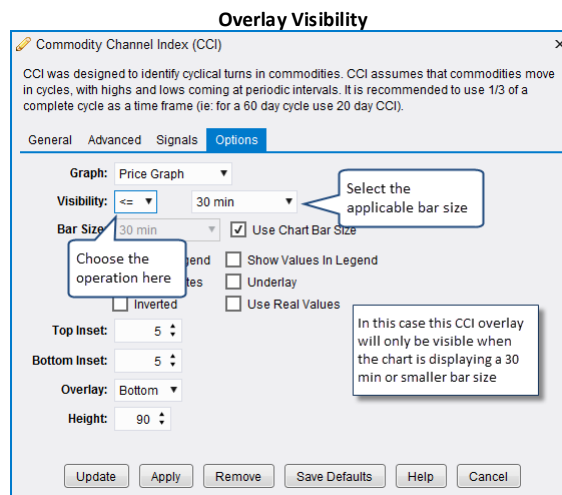 Overlay Visibility
Commodity Channel Index (CCI)
CCI was designed to identify cyclical turns in commodities. CCI assumes that commodities move
in cycles, with highs and lows coming at periodic intervals. It is recommended to use 1/3 of a
complete cycle as a time frame (ie: for a 60 day cycle use 20 day CCI).
General Advanced Signals Options
Graph: Price Graph
Visibility: <= 30 min
Select the
applicable bar size
Bar Size: 30 min Use Chart Bar Size
Choose the
operation here
Show Values In Legend
Underlay
Inverted Use Real Values
In this case this CCI overlay
will only be visible when
the chart is displaying a 30
min or smaller bar size
Top Inset: 5
Bottom Inset: 5
Overlay: Bottom
Height: 90
Update Apply Remove Save Defaults Help Cancel